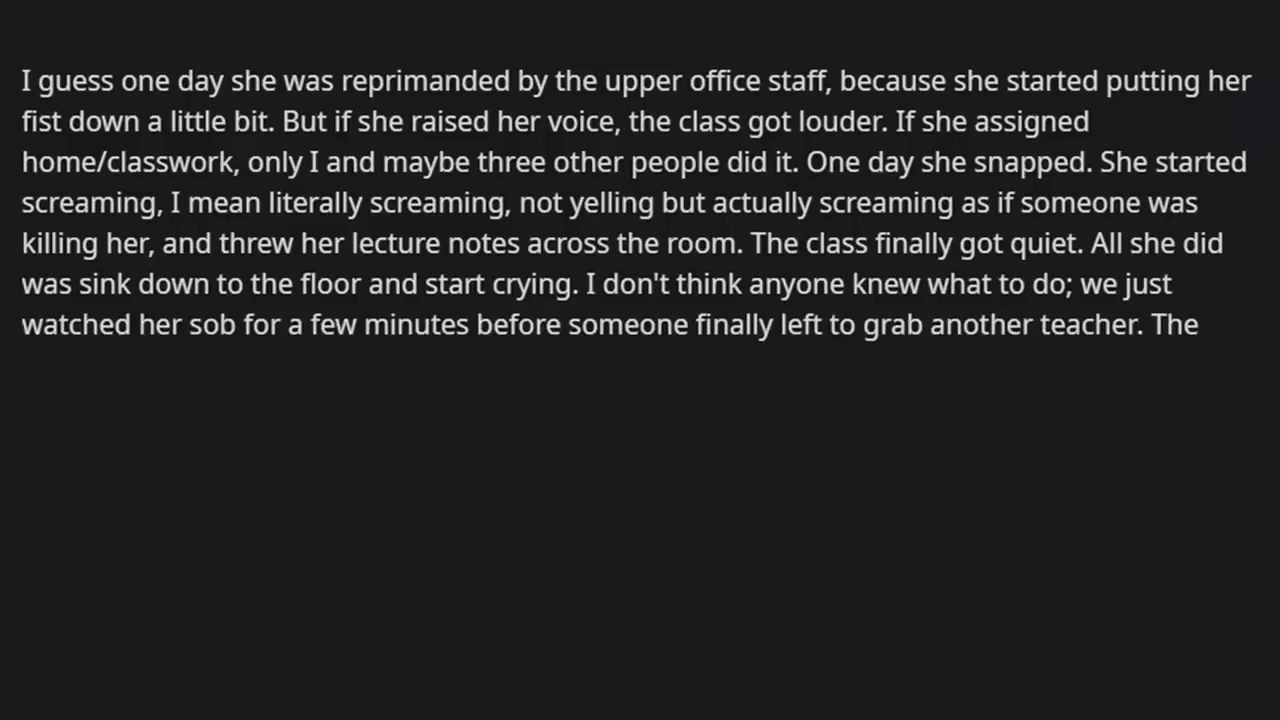 I guess one day she was reprimanded by the upper office staff, because she started putting her
fist down a little bit. But if she raised her voice, the class got louder. If she assigned
home/classwork, only I and maybe three other people did it. One day she snapped. She started
screaming, I mean literally screaming, not yelling but actually screaming as if someone was
killing her, and threw her lecture notes across the room. The class finally got quiet. All she did
was sink down to the floor and start crying. I don't think anyone knew what to do; we just
watched her sob for a few minutes before someone finally left to grab another teacher. The